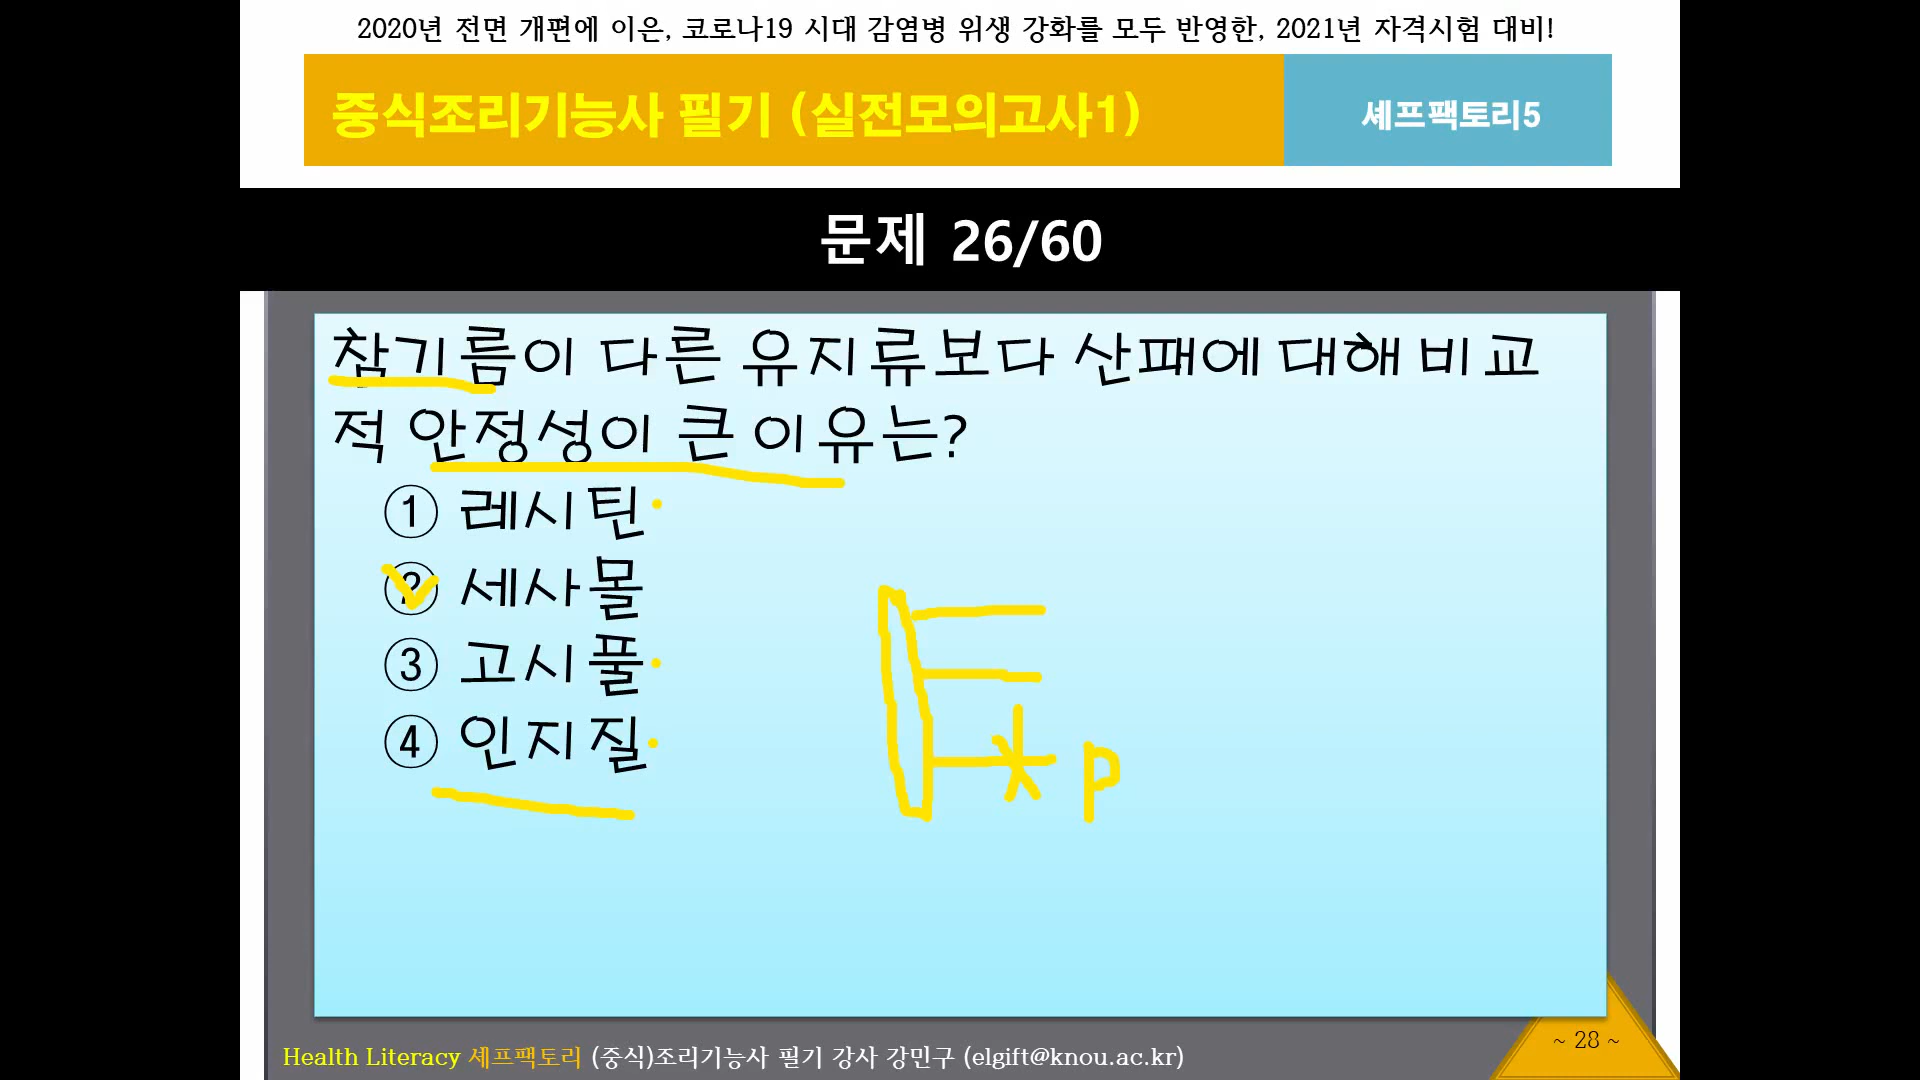 2020년 전면 개편에 이은, 코로나19 시대 감염병 위생 강화를 모두 반영한, 2021년 자격시험 대비!
중식조리기능사 필기 (실전모의고사1)
셰프팩토리5
문제 26/60
참기름이 다른 유지류보다 산패에 대해 비교
적 안정성이 큰 이유는?
① 레시틴
② 세사몰
③ 고시풀
④ 인지질
p
Health Literacy 셰프팩토리 (중식)조리기능사 필기 강사 강민구 (elgift@knou.ac.kr)
~ 28 ~